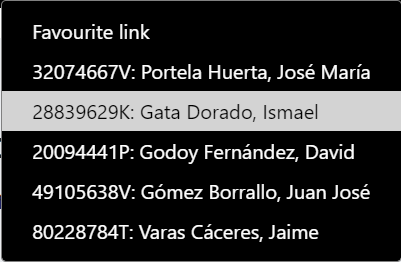 Favourite link
32074667V: Portela Huerta, José María
28839629K: Gata Dorado, Ismael
20094441P: Godoy Fernández, David
49105638V: Gómez Borrallo, Juan José
80228784T: Varas Cáceres, Jaime